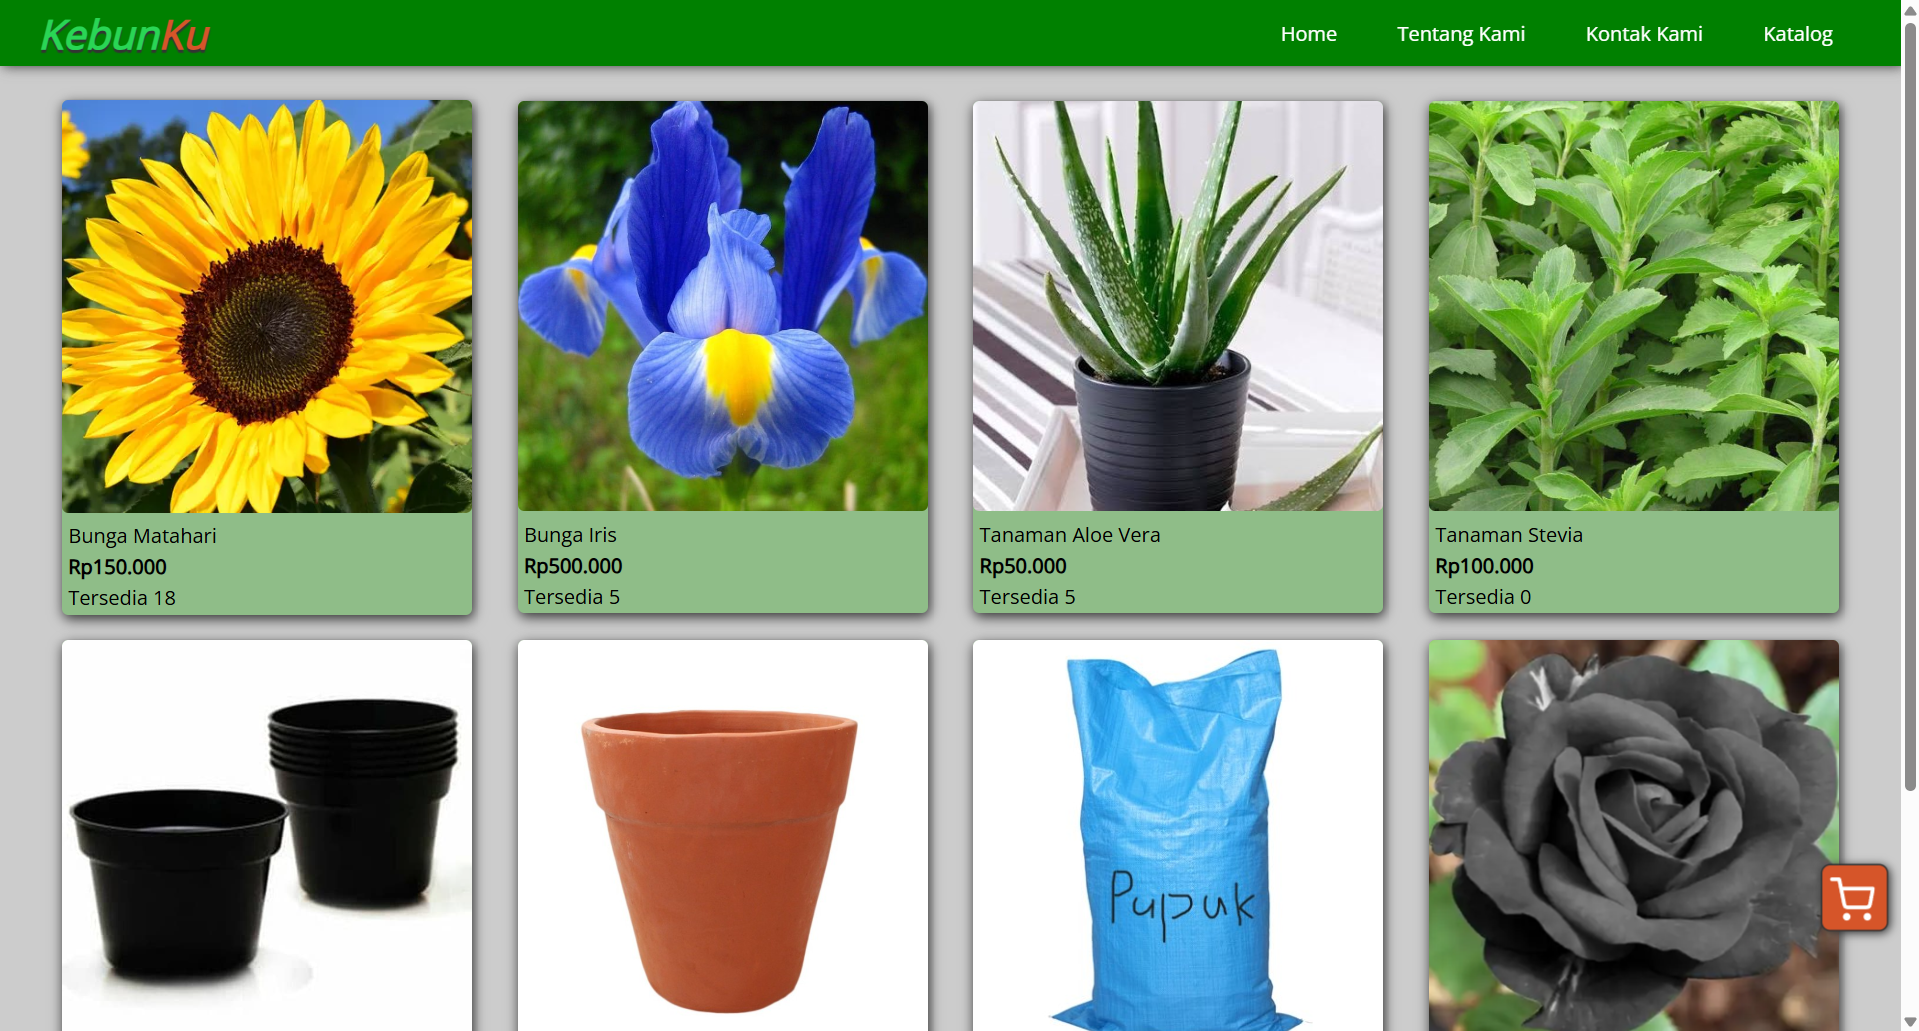 KebunKu
Home
Tentang Kami
Kontak Kami
Katalog
Bunga Matahari
Rp150.000
Tersedia 18
Bunga Iris
Rp500.000
Tersedia 5
Tanaman Aloe Vera
Rp50.000
Tersedia 5
Tanaman Stevia
Rp100.000
Tersedia 0
Pupuk